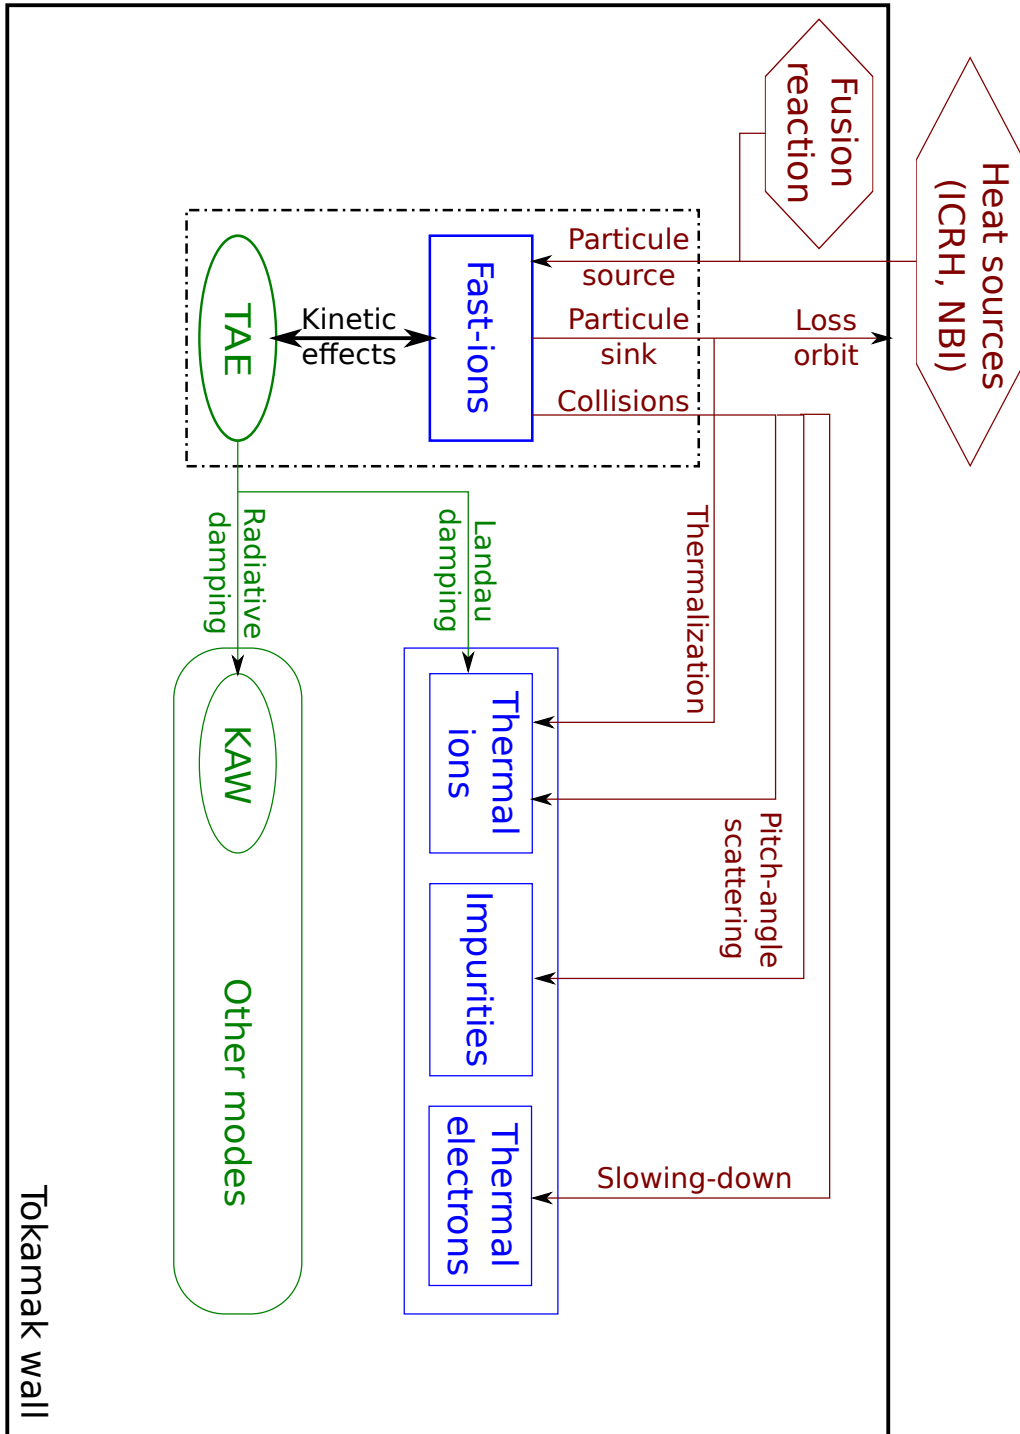 Heat sources
(ICRH, NBI)
Fusion
reaction
Particule
source
Particule
sink
Loss
orbit
Collisions
Fast-ions
Kinetic
effects
TAE
Thermalization
Landau
damping
Radiative
damping
Pitch-angle
scattering
Slowing-down
Thermal
ions
Impurities
Thermal
electrons
KAW
Other modes
Tokamak wall